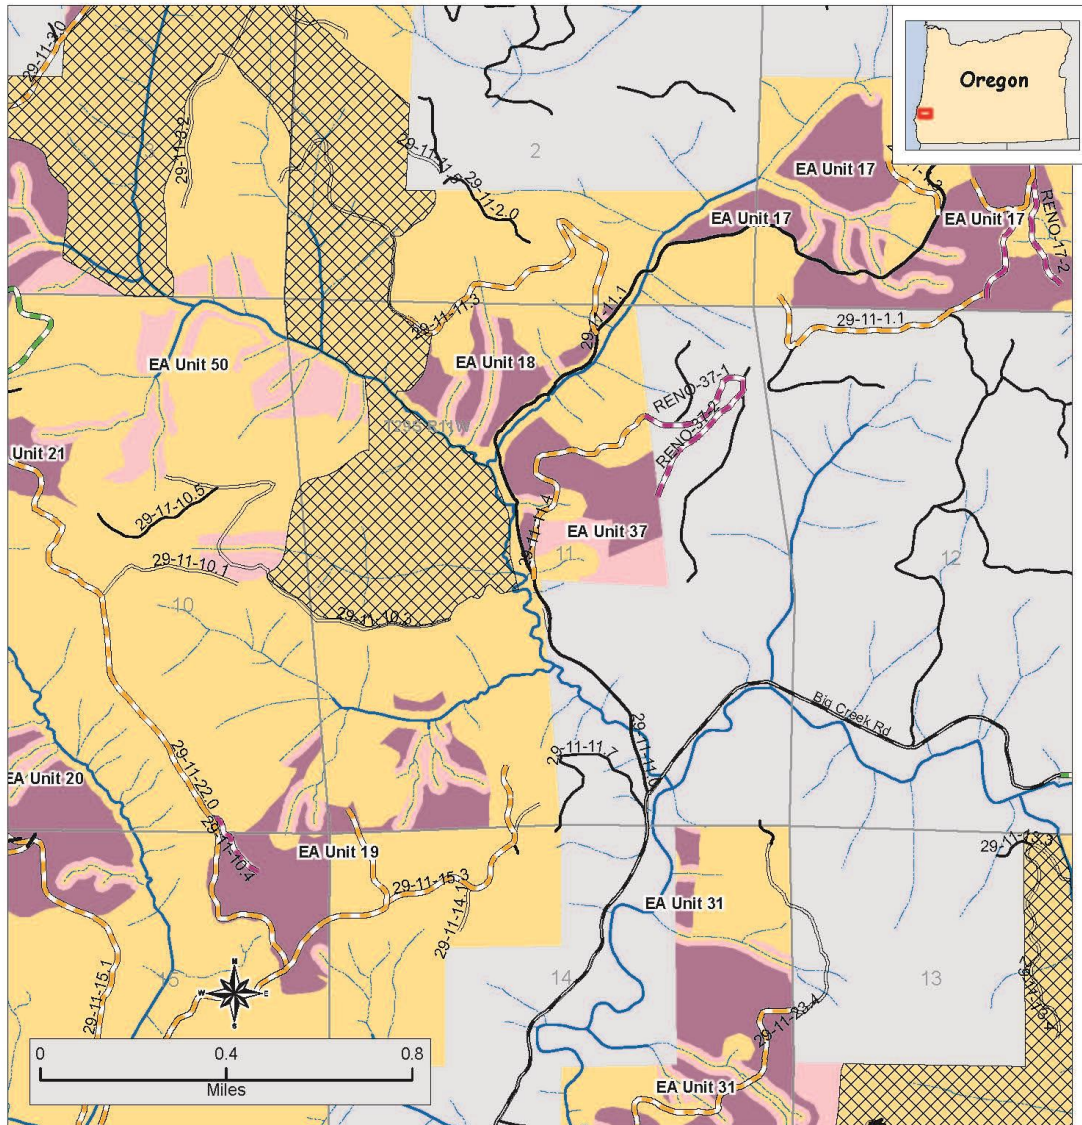 29-11-3.0
29-11-3.2
3
2
29-11-2.0
Oregon
EA Unit 17
EA Unit 17
EA Unit 17
RENO-17-2
29-11-11.3
29-11-11.1
29-11-1.1
EA Unit 50
EA Unit 18
T29S R11W
RENO-37-1
RENO-37-2
Unit 21
29-11-10.5
29-11-11.4
EA Unit 37
11
12
29-11-10.1
10
29-11-10.3
Big Creek Rd
29-11-11.7
29-11-11.0
29-11-22.0
EA Unit 20
29-11-10.4
EA Unit 19
29-11-15.3
29-11-14.1
29-11-13.3
EA Unit 31
29-11-15.1
15
N
W
E
S
14
13
29-11-23.4
0
0.4
0.8
Miles
EA Unit 31